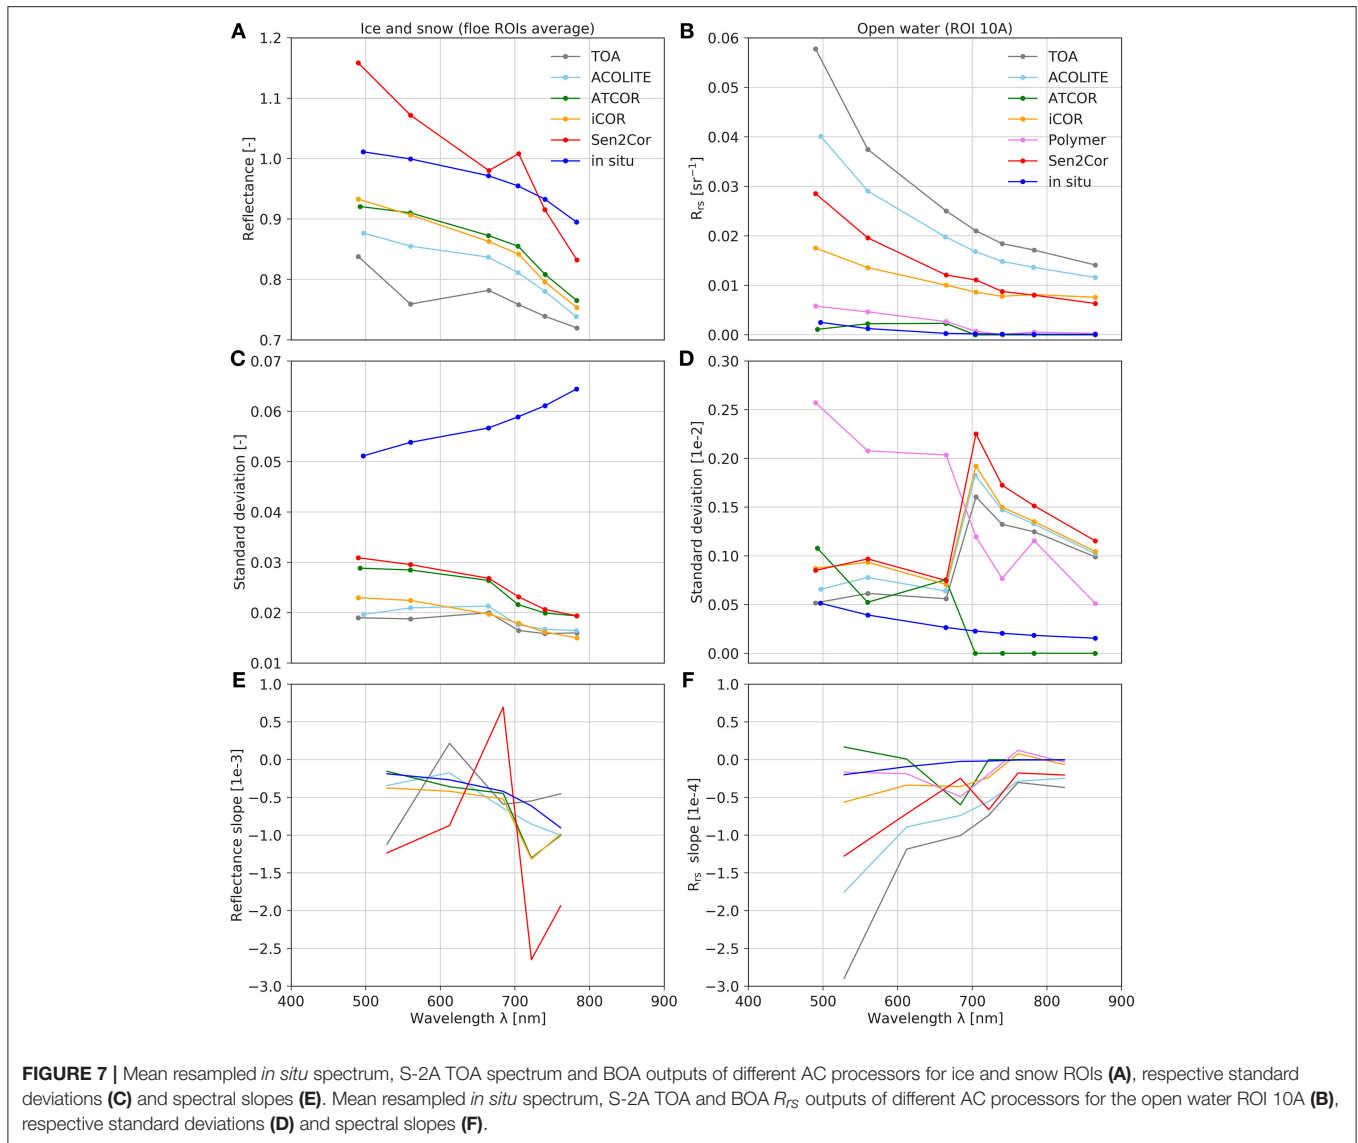 A
Ice and snow (floe ROIs average)
1.2
1.1
1.0
0.9
0.8
0.7
Reflectance [-]
TOA
ACOLITE
ATCOR
iCOR
Sen2Cor
in situ
B
Open water (ROI 10A)
0.06
0.05
0.04
0.03
0.02
0.01
0.00
Rrs [sr−1]
TOA
ACOLITE
ATCOR
iCOR
Polymer
Sen2Cor
in situ
C
0.07
0.06
0.05
0.04
0.03
0.02
0.01
Standard deviation [-]
D
0.30
0.25
0.20
0.15
0.10
0.05
0.00
Standard deviation [1e-2]
E
1.0
0.5
0.0
−0.5
−1.0
−1.5
−2.0
−2.5
−3.0
Reflectance slope [1e-3]
400 500 600 700 800 900
Wavelength λ [nm]
F
1.0
0.5
0.0
−0.5
−1.0
−1.5
−2.0
−2.5
−3.0
Rrs slope [1e-4]
400 500 600 700 800 900
Wavelength λ [nm]
FIGURE 7 | Mean resampled in situ spectrum, S-2A TOA spectrum and BOA outputs of different AC processors for ice and snow ROIs (A), respective standard
deviations (C) and spectral slopes (E). Mean resampled in situ spectrum, S-2A TOA and BOA Rrs outputs of different AC processors for the open water ROI 10A (B),
respective standard deviations (D) and spectral slopes (F).